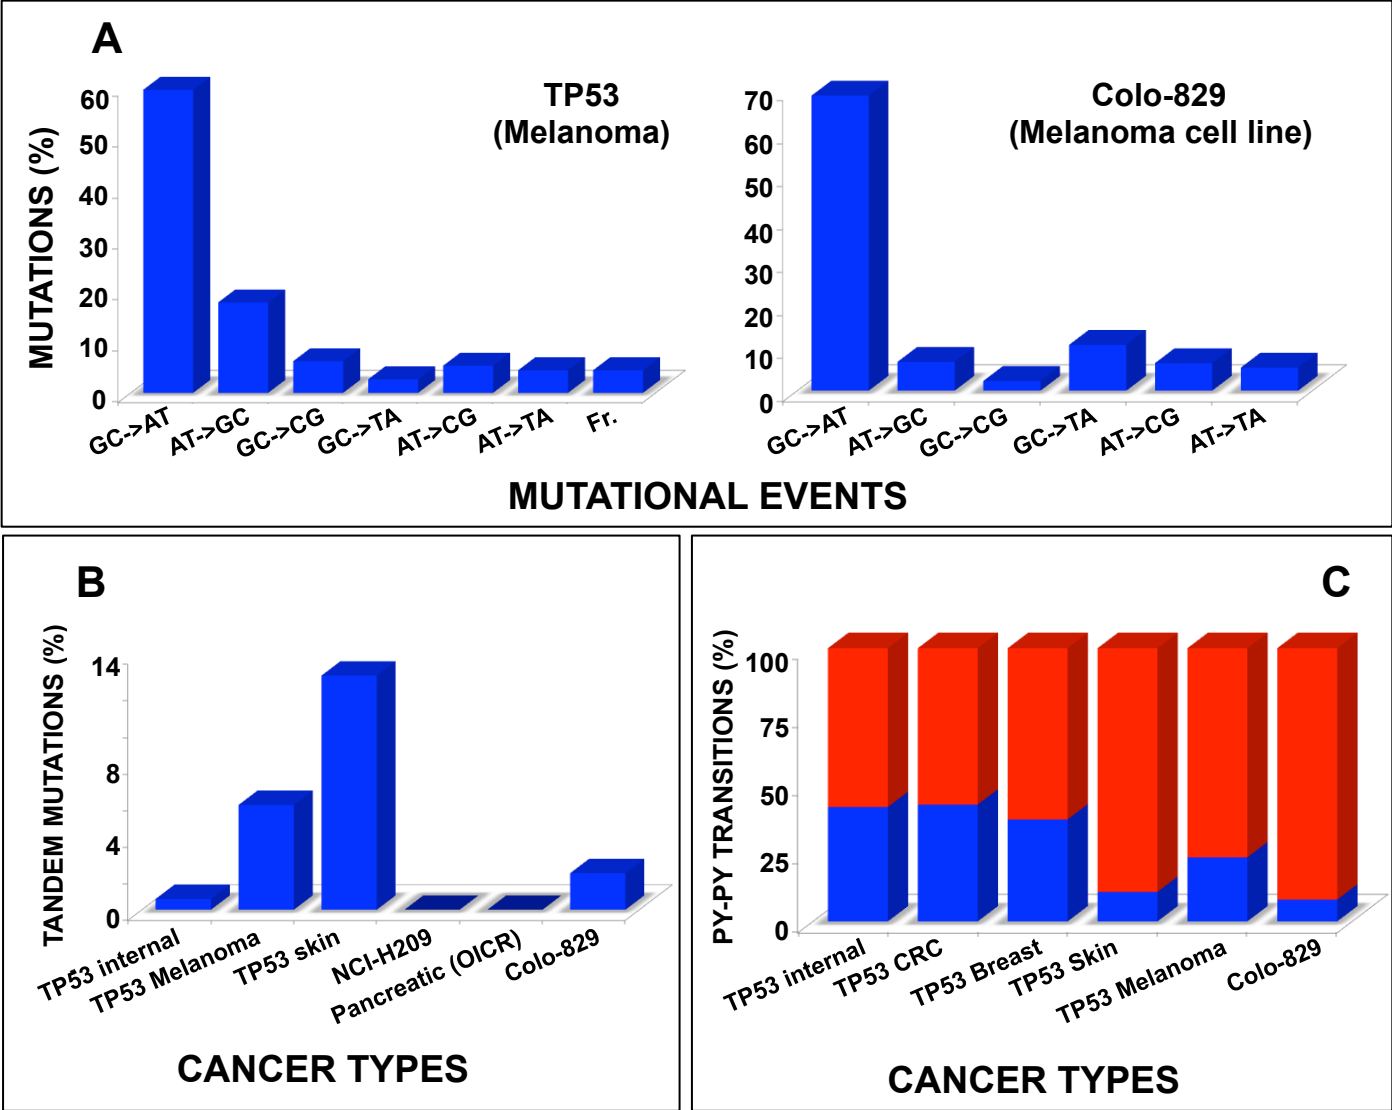 A
TP53
(Melanoma)
MUTATIONS (%)
60
50
40
30
20
10
0
GC->AT
AT->GC
GC->CG
GC->TA
AT->CG
AT->TA
Fr.
Colo-829
(Melanoma cell line)
70
60
50
40
30
20
10
0
GC->AT
AT->GC
GC->CG
GC->TA
AT->CG
AT->TA
MUTATIONAL EVENTS
B
TANDEM MUTATIONS (%)
14
8
4
0
TP53 internal
TP53 Melanoma
TP53 skin
NCI-H209
Pancreatic (OICR)
Colo-829
CANCER TYPES
C
PY-PY TRANSITIONS (%)
100
75
50
25
0
TP53 internal
TP53 CRC
TP53 Breast
TP53 Skin
TP53 Melanoma
Colo-829
CANCER TYPES